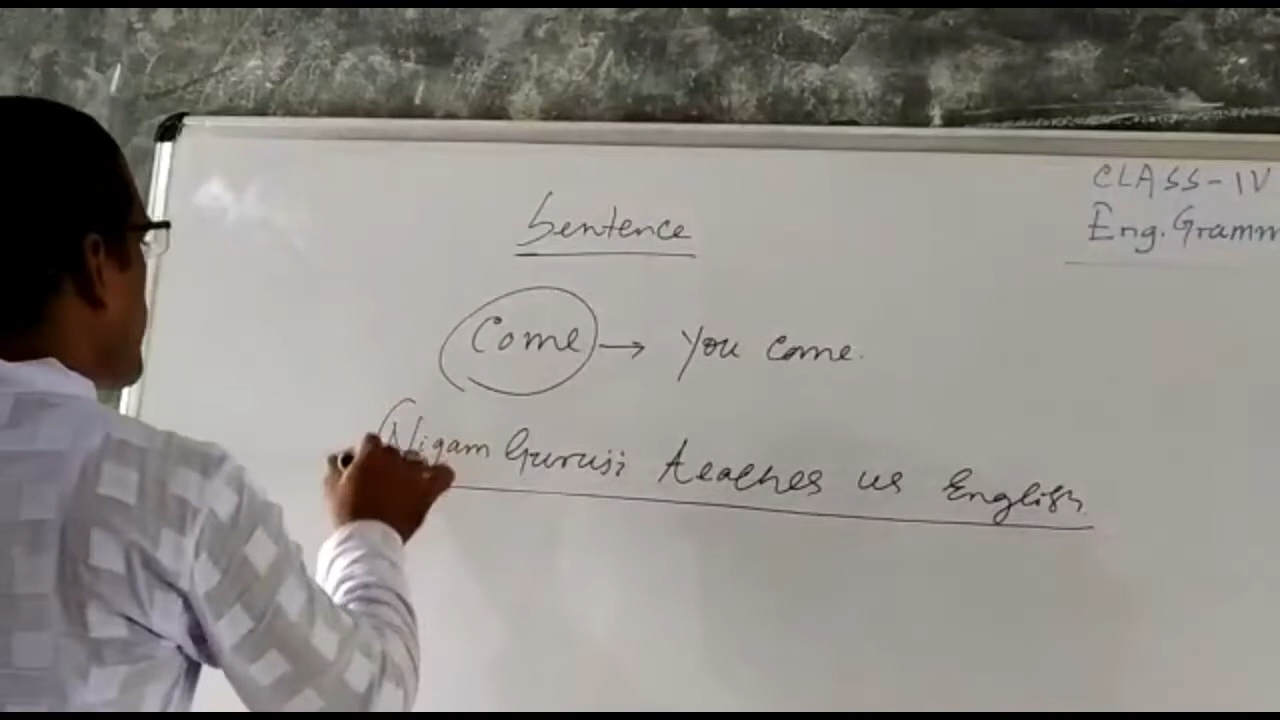 CLASS-IV
Eng. Gramm
Sentence
Come → You come.
Nigam Guruji teaches us English